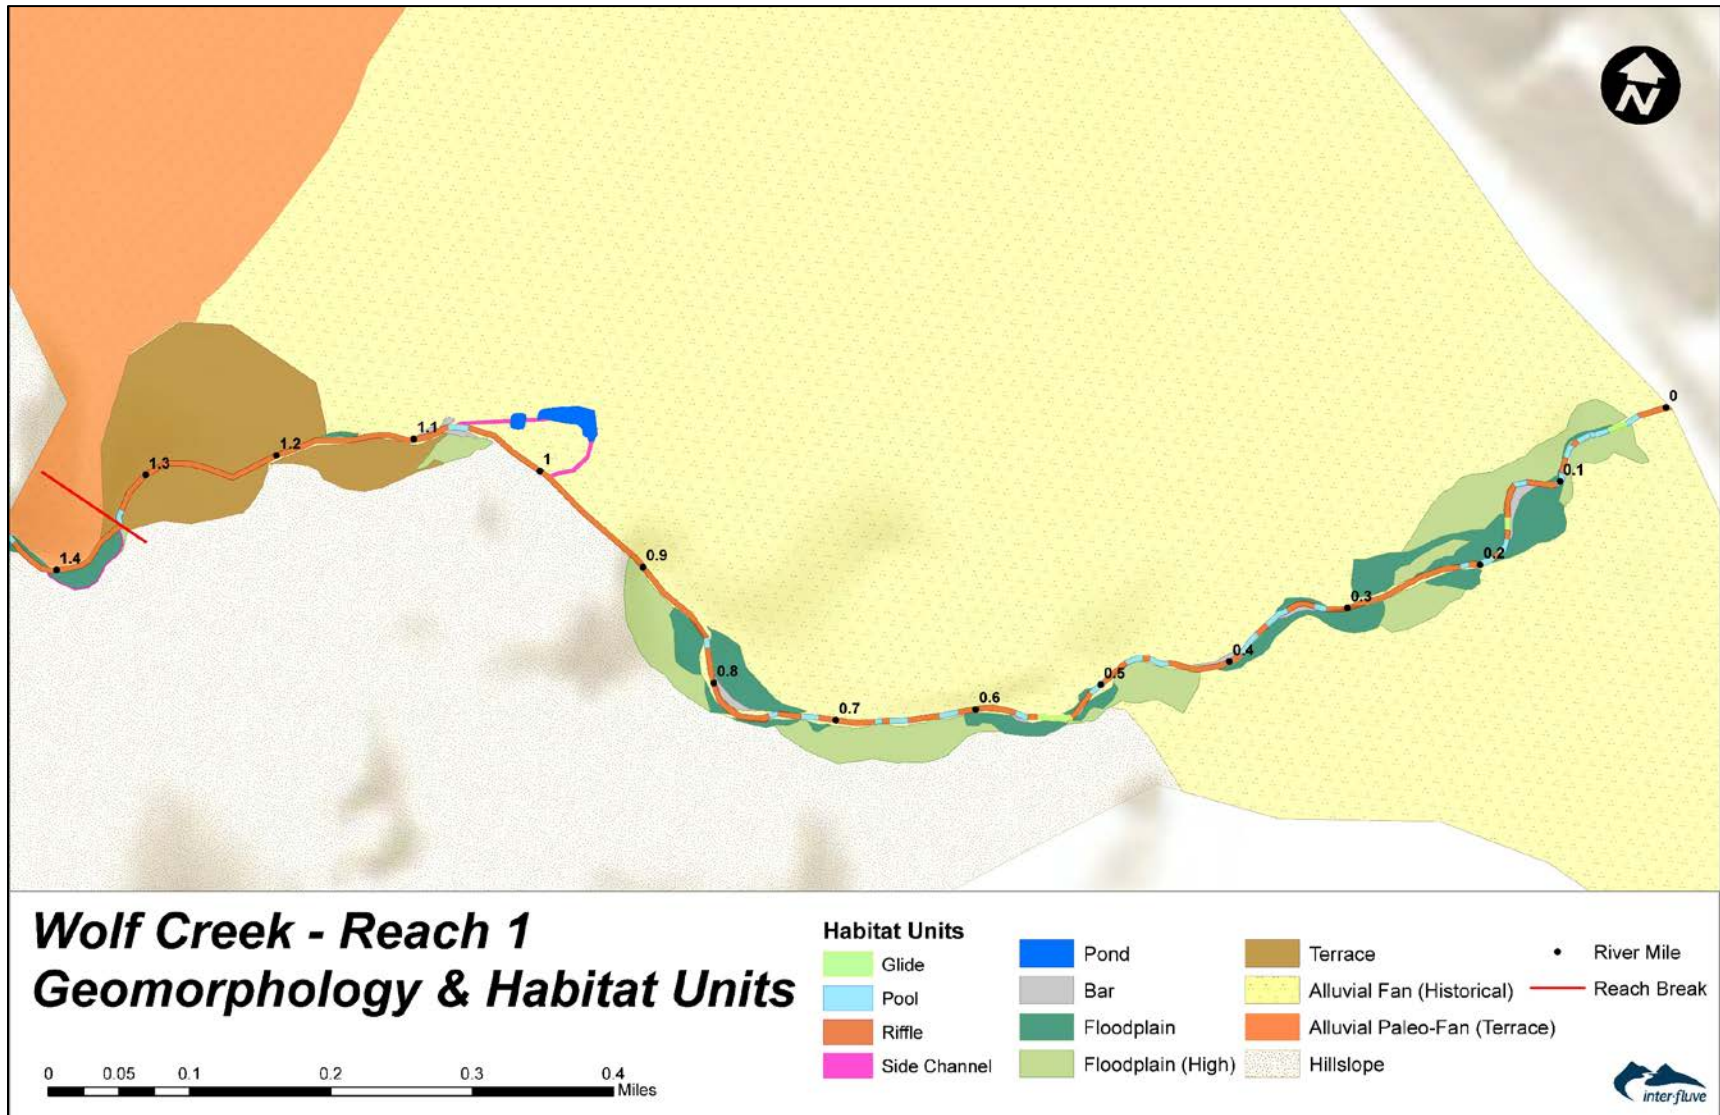 N
0
0.1
0.2
0.3
0.4
0.5
0.6
0.7
0.8
0.9
1
1.1
1.2
1.3
1.4
Wolf Creek - Reach 1
Geomorphology & Habitat Units
0 0.05 0.1 0.2 0.3 0.4
Miles
Habitat Units
Glide
Pool
Riffle
Side Channel
Pond
Bar
Floodplain
Floodplain (High)
Terrace
Alluvial Fan (Historical)
Alluvial Paleo-Fan (Terrace)
Hillslope
River Mile
Reach Break
inter-fluve